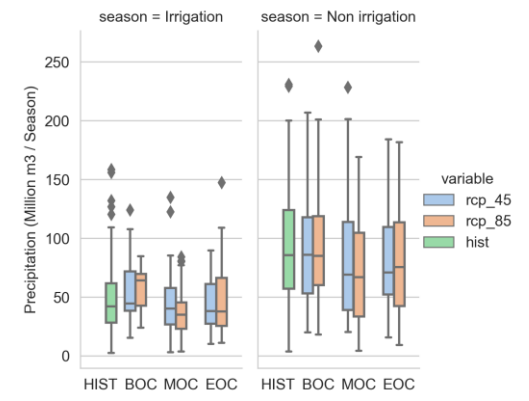 season = Irrigation
season = Non irrigation
Precipitation (Million m3 / Season)
250
200
150
100
50
0
HIST BOC MOC EOC
HIST BOC MOC EOC
variable
rcp_45
rcp_85
hist